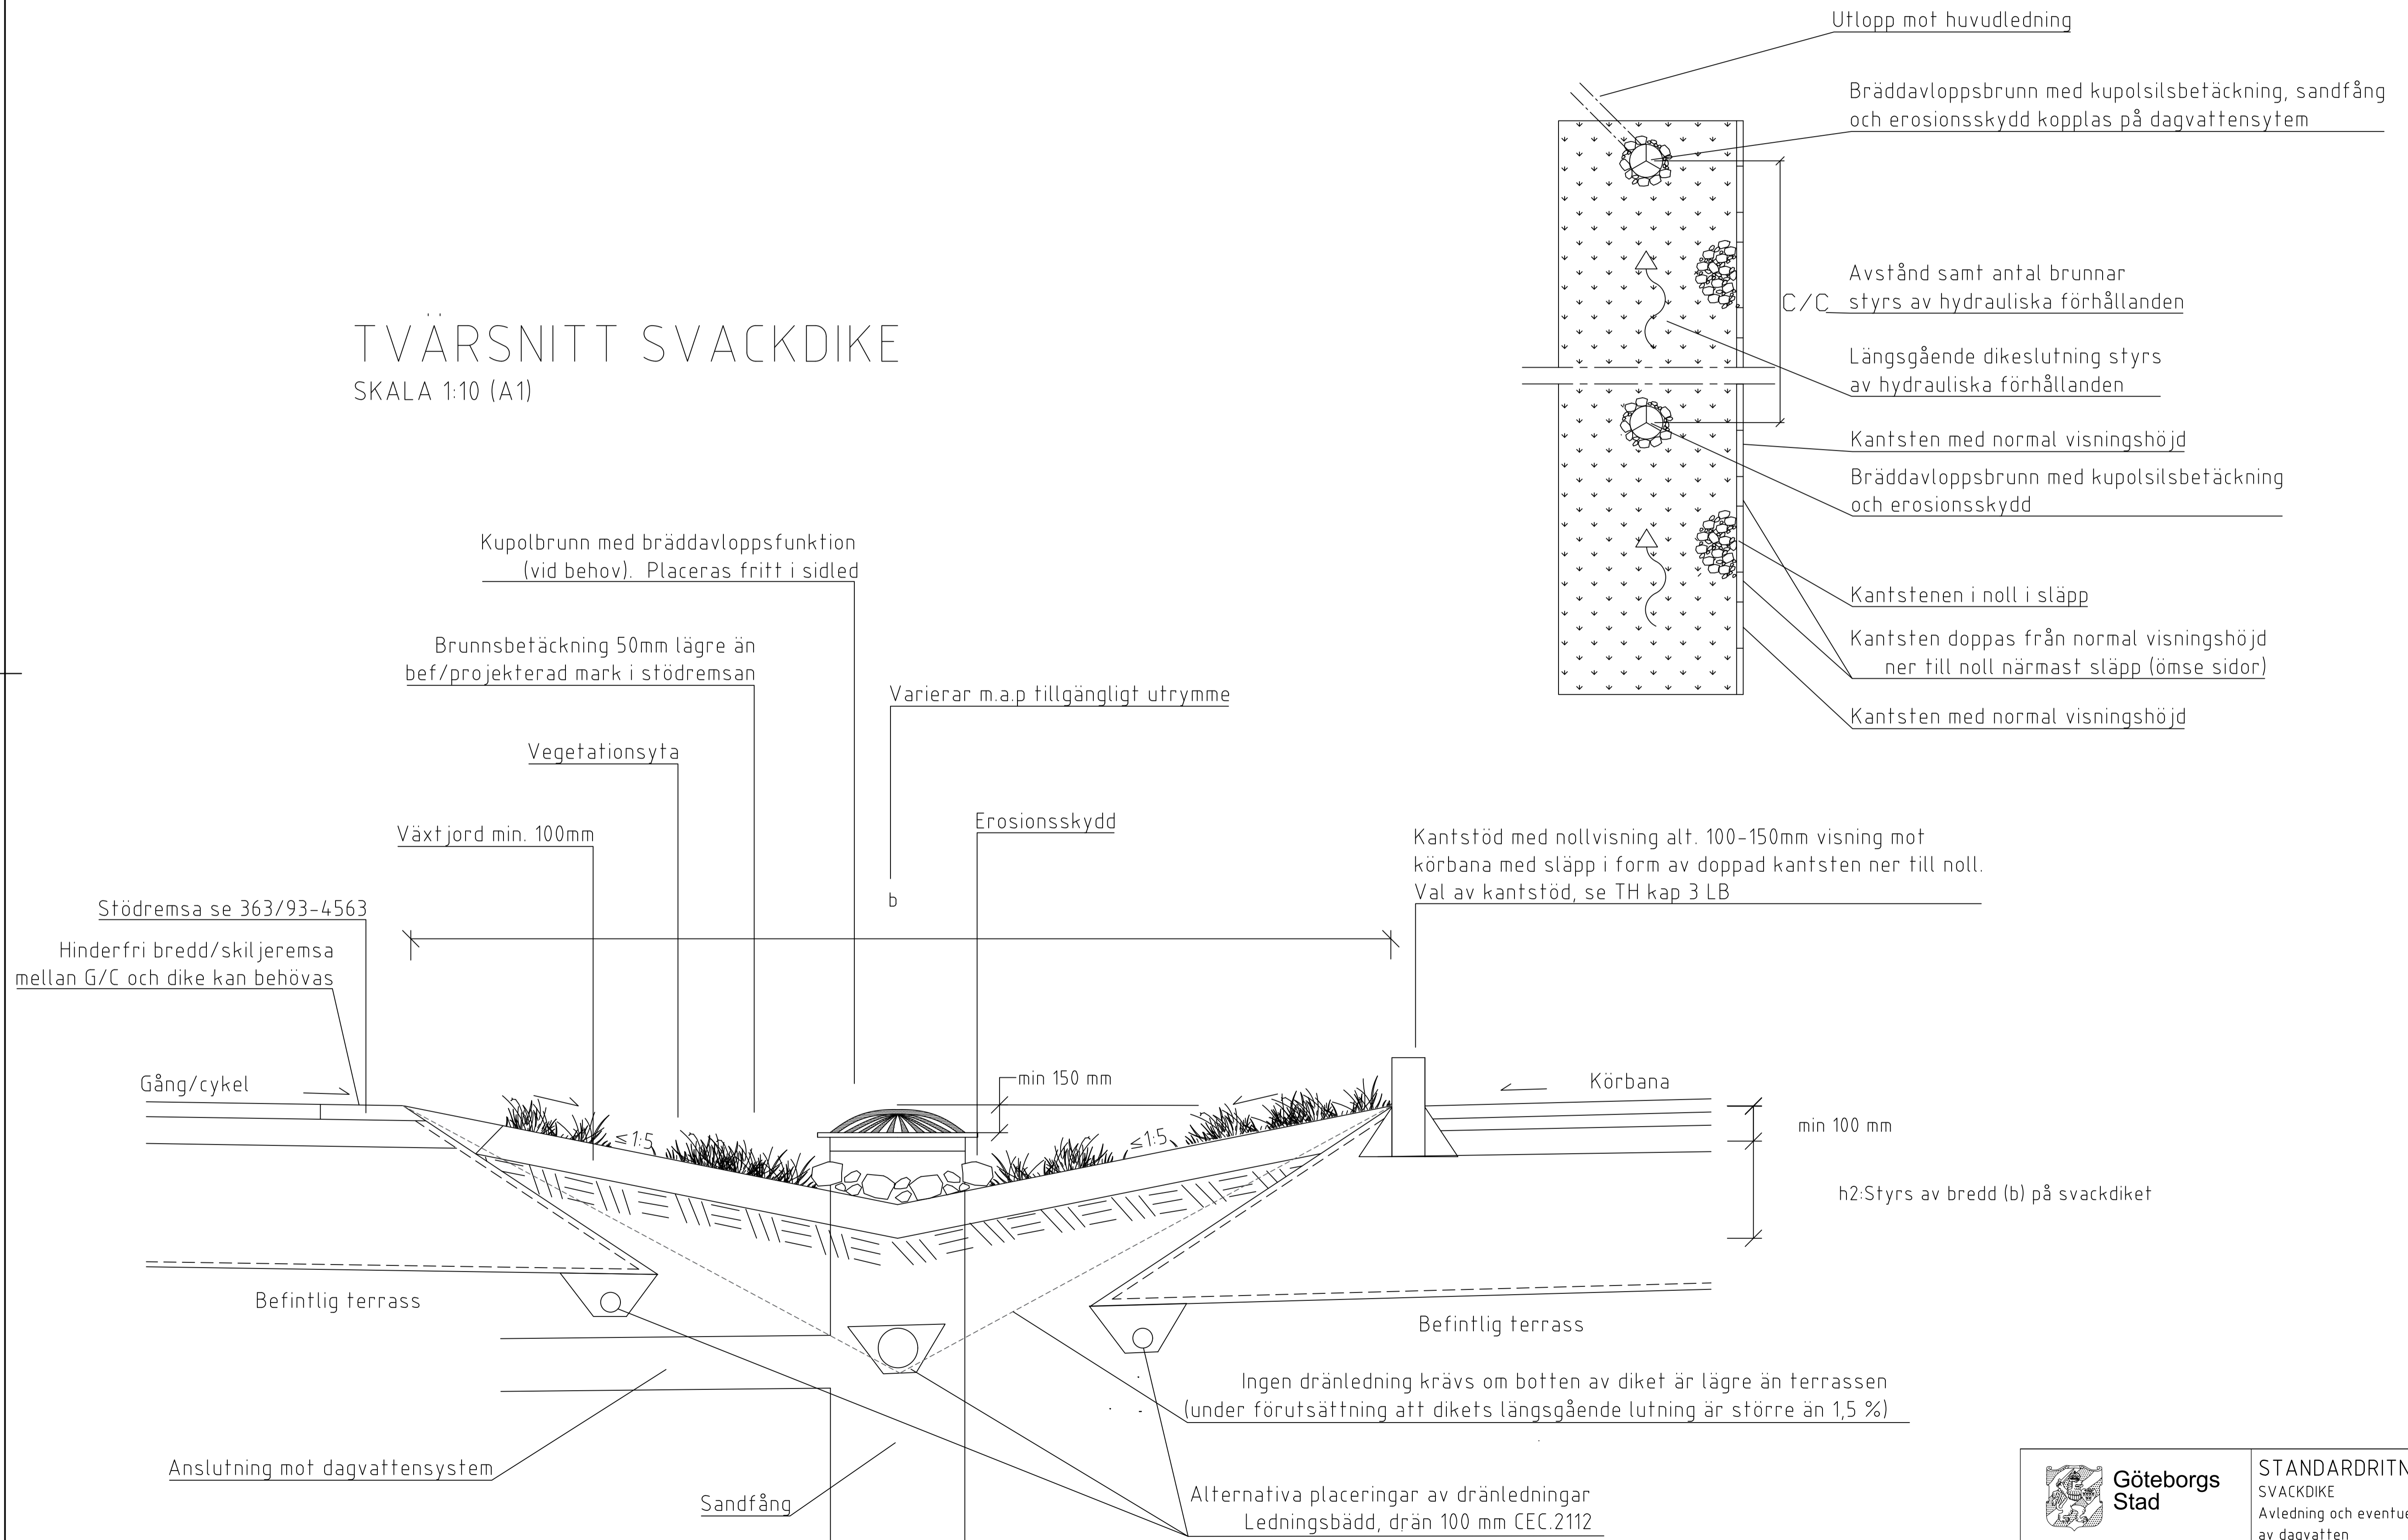 Utlopp mot huvudledning
Bräddavloppsbrunn med kupolsilsbetäckning, sandfång
och erosionsskydd kopplas på dagvattensytem
Avstånd samt antal brunnar
styrs av hydrauliska förhållanden
C/C
Längsgående dikeslutning styrs
av hydrauliska förhållanden
Kantsten med normal visningshöjd
Bräddavloppsbrunn med kupolsilsbetäckning
och erosionsskydd
Kantstenen i noll i släpp
Kantsten doppas från normal visningshöjd
ner till noll närmast släpp (ömse sidor)
Kantsten med normal visningshöjd
TVÄRSNITT SVACKDIKE
SKALA 1:10 (A1)
Kupolbrunn med bräddavloppsfunktion
(vid behov). Placeras fritt i sidled
Brunnsbetäckning 50mm lägre än
bef/projekterad mark i stödremsan
Varierar m.a.p tillgängligt utrymme
Vegetationsyta
Växtjord min. 100mm
Erosionsskydd
Kantstöd med nollvisning alt. 100-150mm visning mot
körbana med släpp i form av doppad kantsten ner till noll.
Val av kantstöd, se TH kap 3 LB
b
Stödremsa se 363/93-4563
Hinderfri bredd/skiljeremsa
mellan G/C och dike kan behövas
Gång/cykel
min 150 mm
Körbana
≤1:5
≤1:5
min 100 mm
h2:Styrs av bredd (b) på svackdiket
Befintlig terrass
Befintlig terrass
Ingen dränledning krävs om botten av diket är lägre än terrassen
(under förutsättning att dikets längsgående lutning är större än 1,5 %)
Anslutning mot dagvattensystem
Sandfång
Alternativa placeringar av dränledningar
Ledningsbädd, drän 100 mm CEC.2112
Göteborgs
Stad
STANDARDRITN
SVACKDIKE
Avledning och eventue
av dagvatten